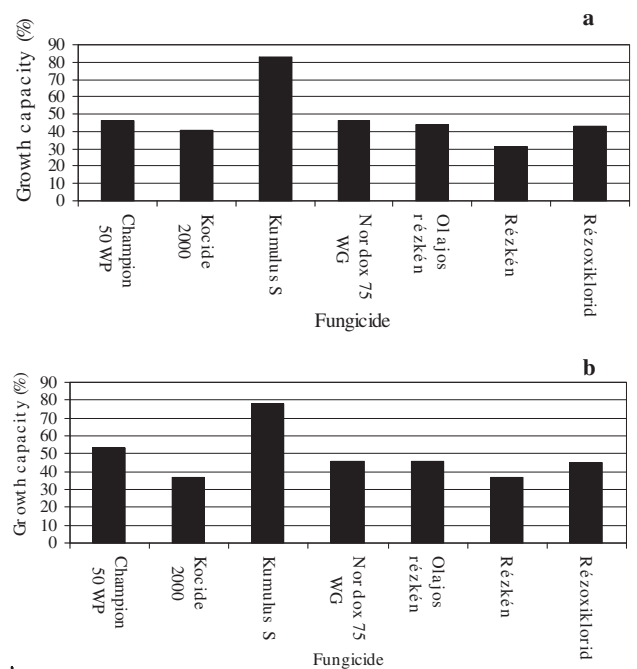 a
Growth capacity (%)
90
80
70
60
50
40
30
20
10
0
Champion
50 WP
Kocide
2000
Kumulus S
Nordox 75
WG
Olajos
rézkén
Rézkén
Rézoxiklorid
Fungicide
b
Growth capacity (%)
90
80
70
60
50
40
30
20
10
0
Champion
50 WP
Kocide
2000
Kumulus S
Nordox 75
WG
Olajos
rézkén
Rézkén
Rézoxiklorid
Fungicide
,